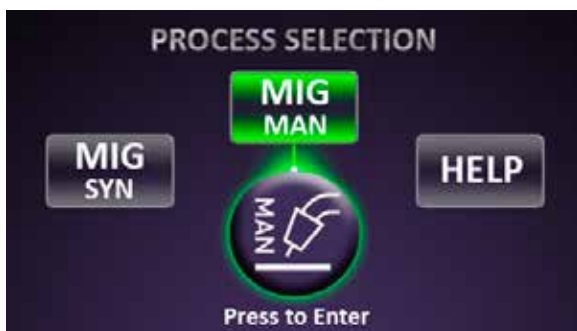 PROCESS SELECTION
MIG
MAN
MIG
SYN
HELP
MAN
Press to Enter